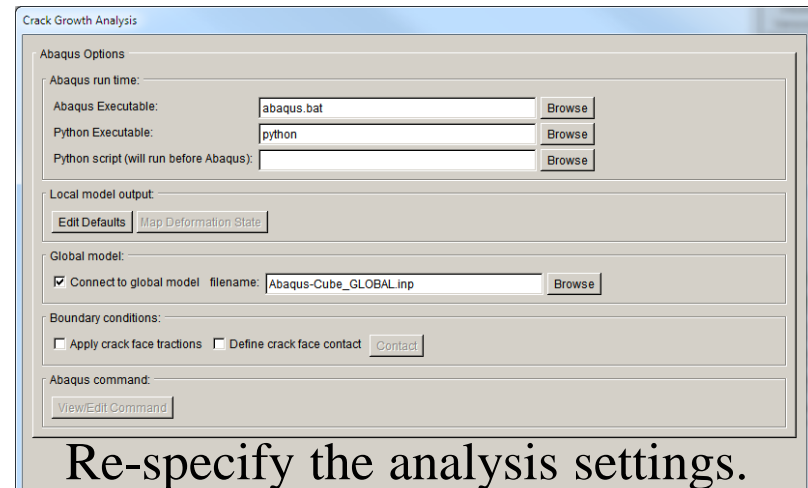 Crack Growth Analysis
Abaqus Options
Abaqus run time:
Abaqus Executable: abaqus.bat Browse
Python Executable: python Browse
Python script (will run before Abaqus): Browse
Local model output:
Edit Defaults Map Deformation State
Global model:
Connect to global model filename: Abaqus-Cube_GLOBAL.inp Browse
Boundary conditions:
Apply crack face tractions Define crack face contact Contact
Abaqus command:
View/Edit Command
Re-specify the analysis settings.